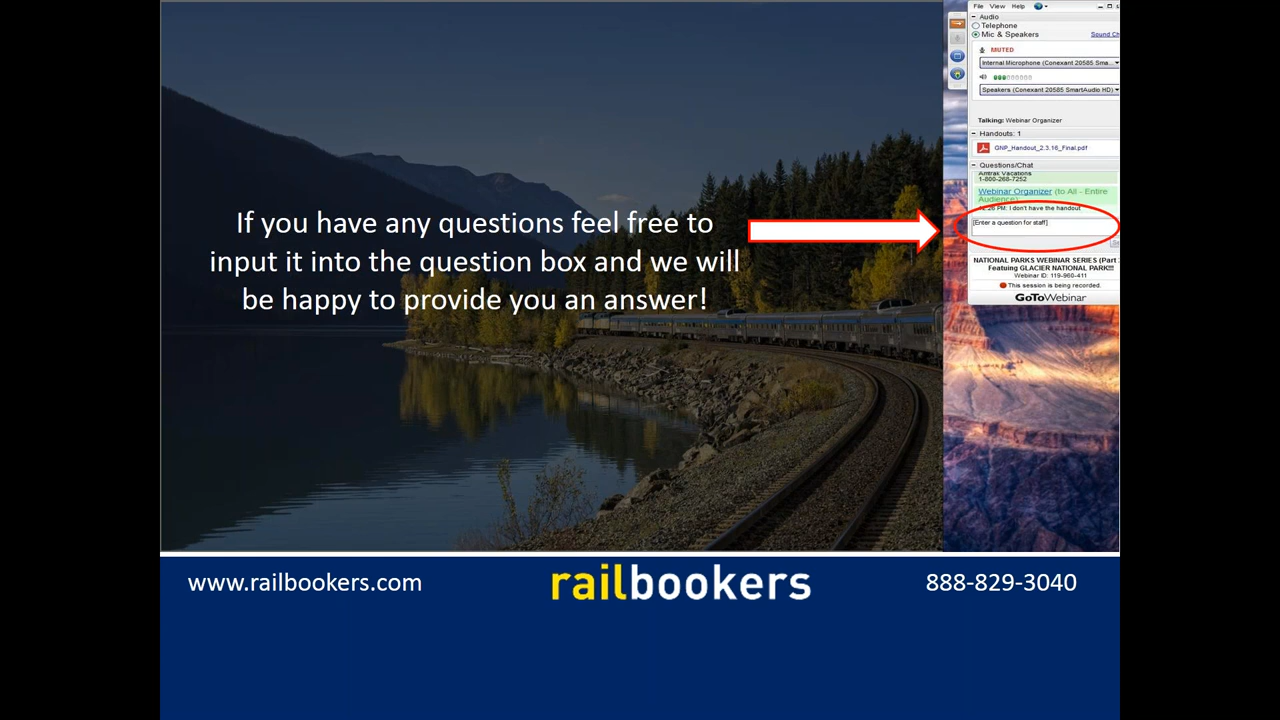 If you have any questions feel free to
input it into the question box and we will
be happy to provide you an answer!
File View Help
Audio
Telephone
Mic & Speakers
Sound
MUTED
Internal Microphone (Conexant 20585 Sma...
Speakers (Conexant 20585 SmartAudio HD)
Talking: Webinar Organizer
Handouts: 1
GNP_Handout_2.3.16_Final.pdf
Questions/Chat
Amtrak Vacations
1-800-268-7252
Webinar Organizer (to All - Entire
Audience):
PM: I don't have the handout
[Enter a question for staff]
NATIONAL PARKS WEBINAR SERIES (Part
Featuing GLACIER NATIONAL PARK!!!
Webinar ID: 119-960-411
This session is being recorded.
GoToWebinar
www.railbookers.com
railbookers
888-829-3040